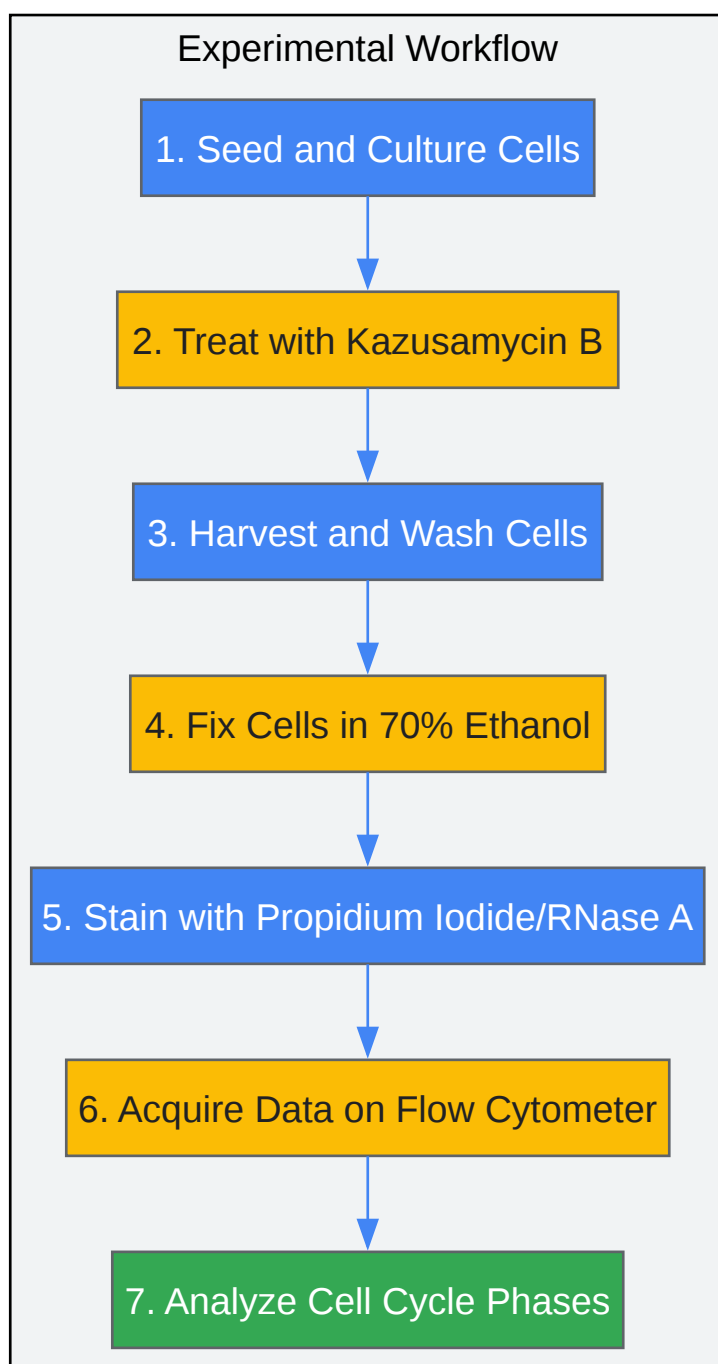 Experimental Workflow
1. Seed and Culture Cells
2. Treat with Kazusamycin B
3. Harvest and Wash Cells
4. Fix Cells in 70% Ethanol
5. Stain with Propidium Iodide/RNase A
6. Acquire Data on Flow Cytometer
7. Analyze Cell Cycle Phases